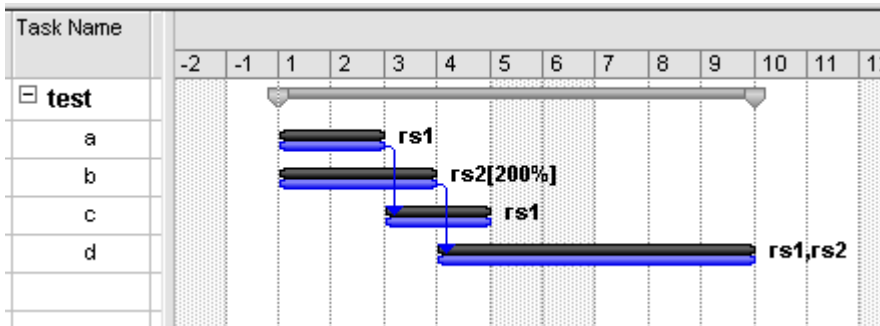 Task Name
-2 -1 1 2 3 4 5 6 7 8 9 10 11
test
a rs1
b rs2[200%]
c rs1
d rs1,rs2